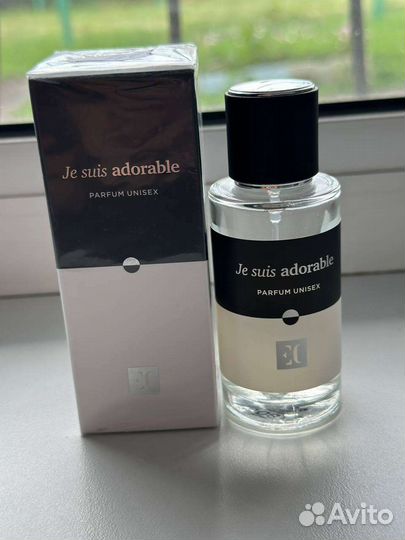 Je suis adorable
PARFUM UNISEX
Je suis adorable
PARFUM UNISEX
Avito